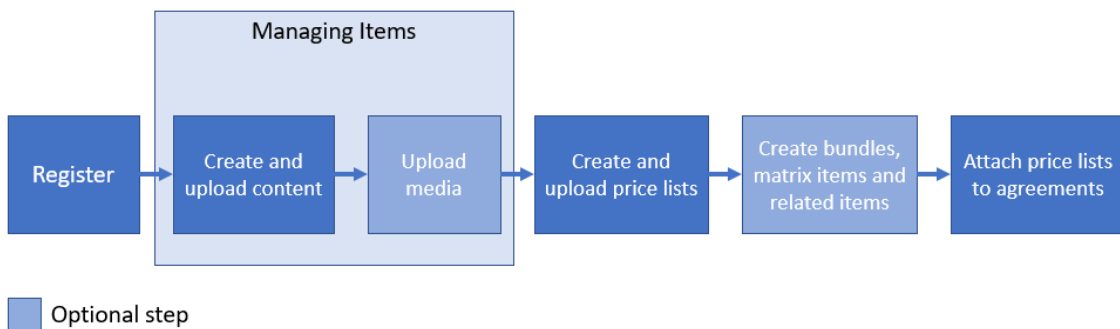 Managing Items
Register
Create and
upload content
Upload
media
Create and
upload price lists
Create bundles,
matrix items and
related items
Attach price lists
to agreements
Optional step